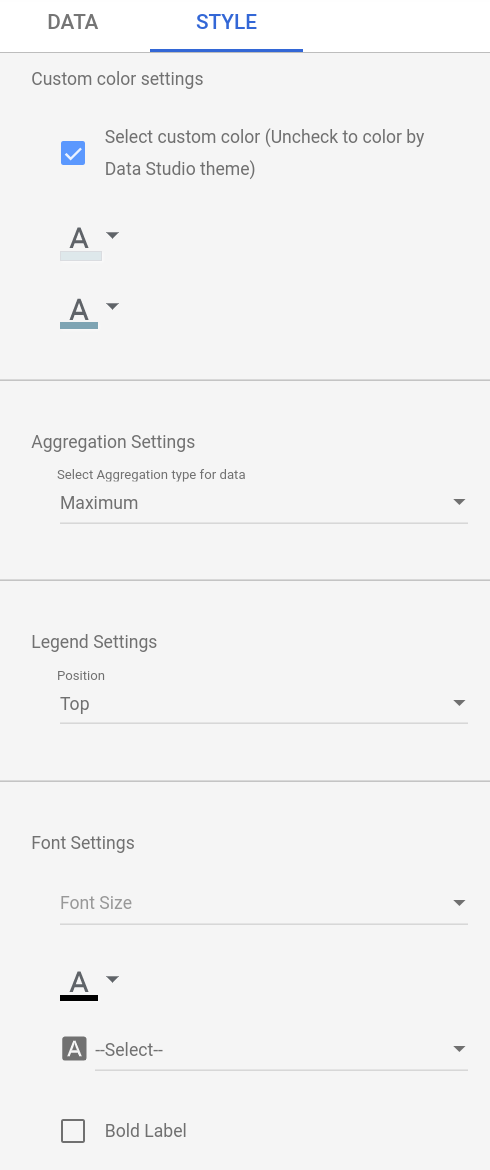 DATA STYLE
Custom color settings
Select custom color (Uncheck to color by
Data Studio theme)
A
A
Aggregation Settings
Select Aggregation type for data
Maximum
Legend Settings
Position
Top
Font Settings
Font Size
A
A --Select--
Bold Label